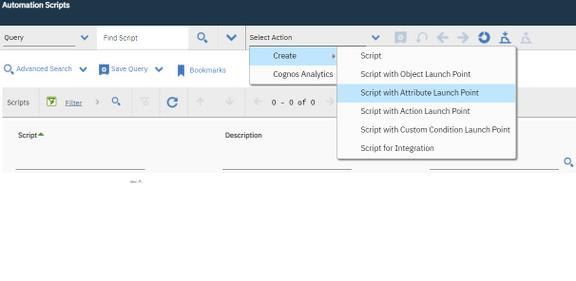 Automation Scripts
Query
Find Script
Select Action
Create
Script
Cognos Analytics
Script with Object Launch Point
Script with Attribute Launch Point
Script with Action Launch Point
Script with Custom Condition Launch Point
Script for Integration
Advanced Search
Save Query
Bookmarks
Scripts
Filter
0 - 0 of 0
Script
Description